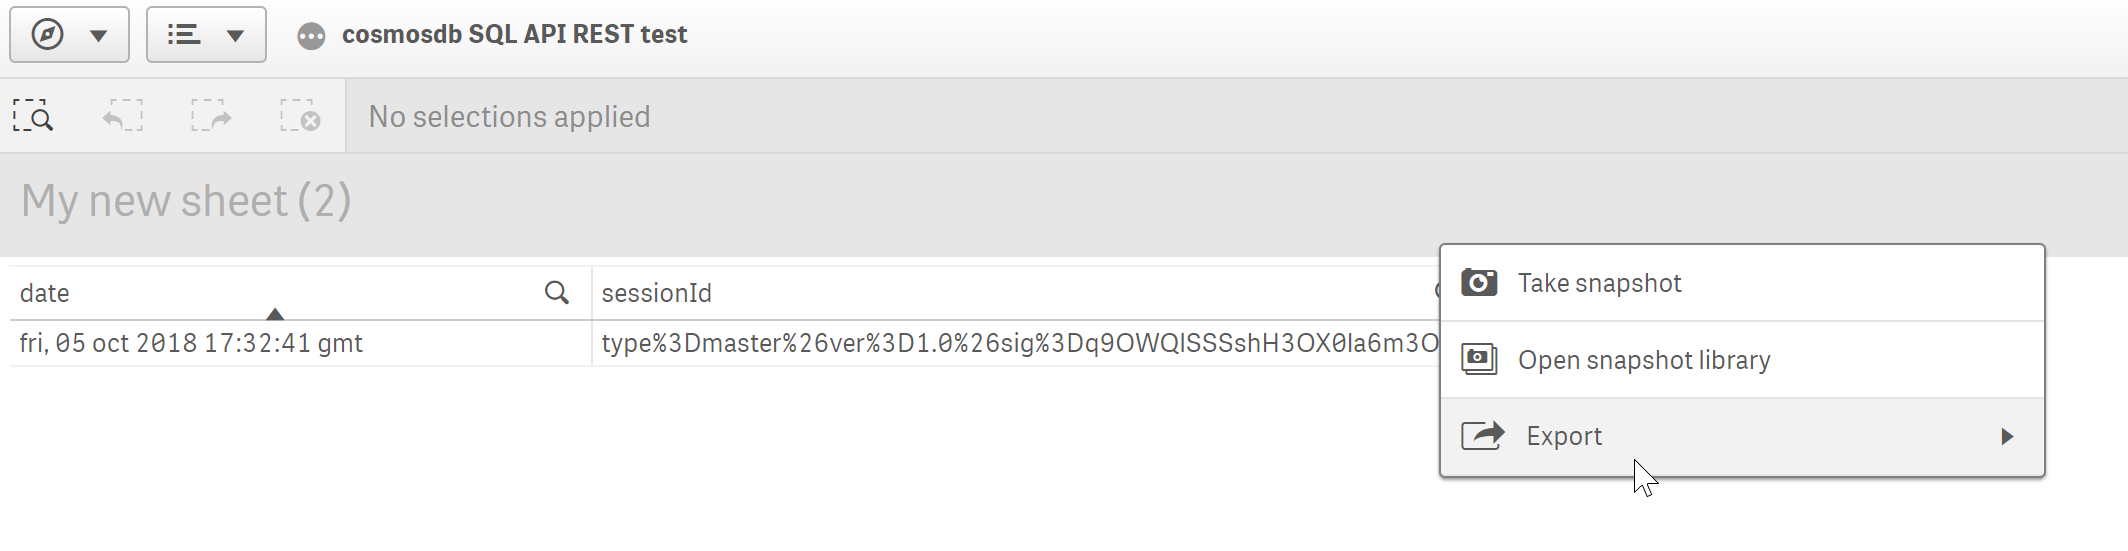 cosmosdb SQL API REST test
No selections applied
My new sheet (2)
date
sessionId
fri, 05 oct 2018 17:32:41 gmt
type%3Dmaster%26ver%3D1.0%26sig%3Dq9OWQISSSshH3OX0Ia6m3O
Take snapshot
Open snapshot library
Export